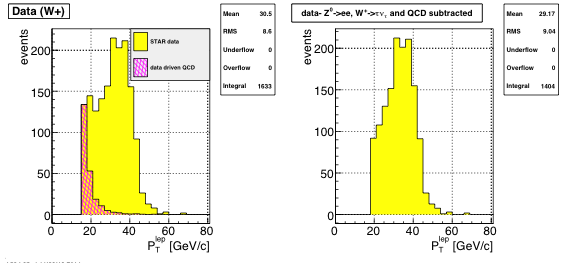 Data (W+)
Mean 30.5
RMS 8.6
Underflow 0
Overflow 0
Integral 1633
events
STAR data
data driven QCD
200
150
100
50
0
0 20 40 60 80
P_T^lep [GeV/c]
data- Z⁰->ee, W⁺->τν, and QCD subtracted
Mean 29.17
RMS 9.04
Underflow 0
Overflow 0
Integral 1404
events
200
150
100
50
0
0 20 40 60 80
P_T^lep [GeV/c]